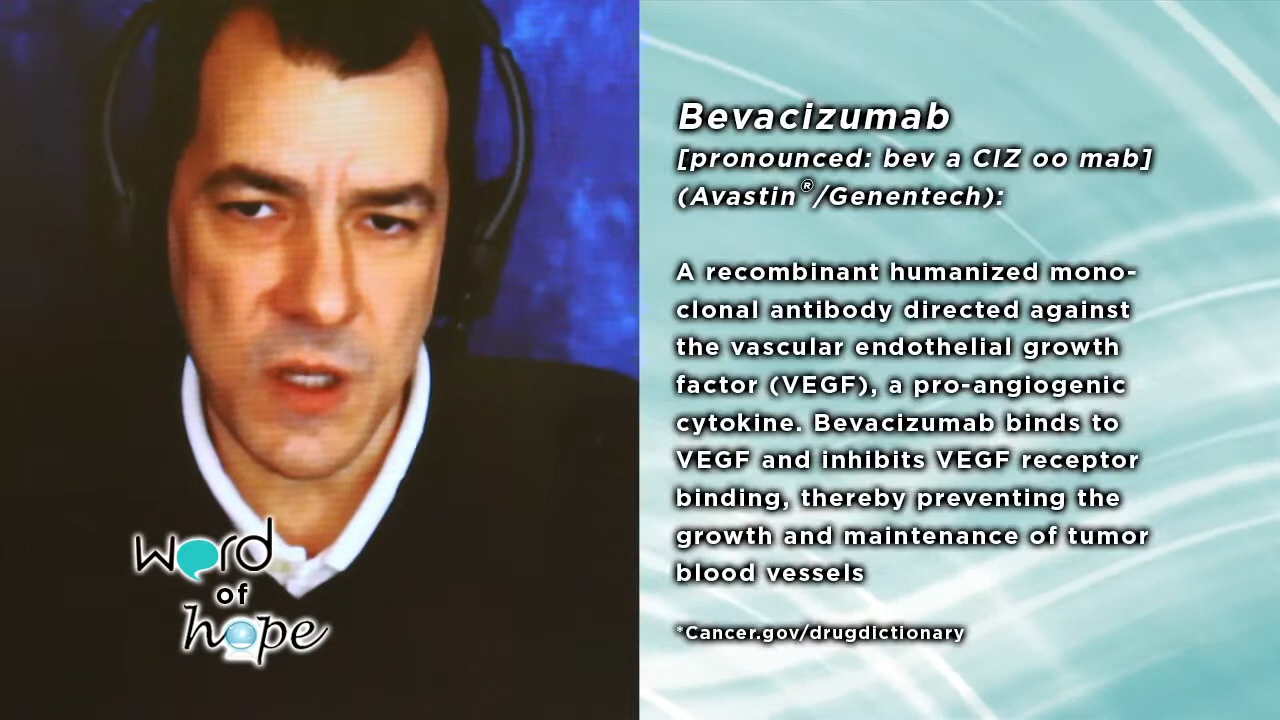 Bevacizumab
[pronounced: bev a CIZ oo mab]
(Avastin®/Genentech):
A recombinant humanized mono-
clonal antibody directed against
the vascular endothelial growth
factor (VEGF), a pro-angiogenic
cytokine. Bevacizumab binds to
VEGF and inhibits VEGF receptor
binding, thereby preventing the
growth and maintenance of tumor
blood vessels
*Cancer.gov/drugdictionary
word
of
hope